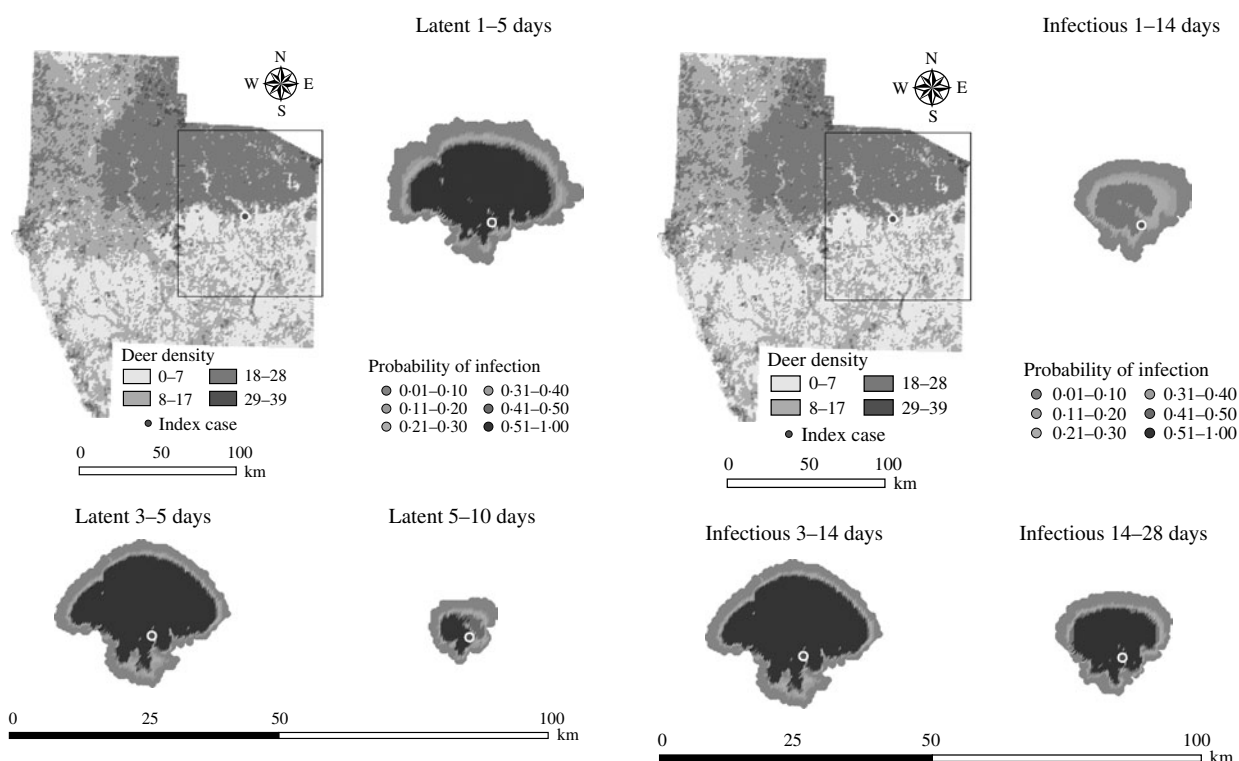 Latent 1–5 days
N
W E
S
Deer density
0–7 18–28
8–17 29–39
Index case
0 50 100
km
Probability of infection
0·01–0·10 0·31–0·40
0·11–0·20 0·41–0·50
0·21–0·30 0·51–1·00
Latent 3–5 days
Latent 5–10 days
0 25 50 100
km
Infectious 1–14 days
N
W E
S
Deer density
0–7 18–28
8–17 29–39
Index case
0 50 100
km
Probability of infection
0·01–0·10 0·31–0·40
0·11–0·20 0·41–0·50
0·21–0·30 0·51–1·00
Infectious 3–14 days
Infectious 14–28 days
0 25 50 100
km